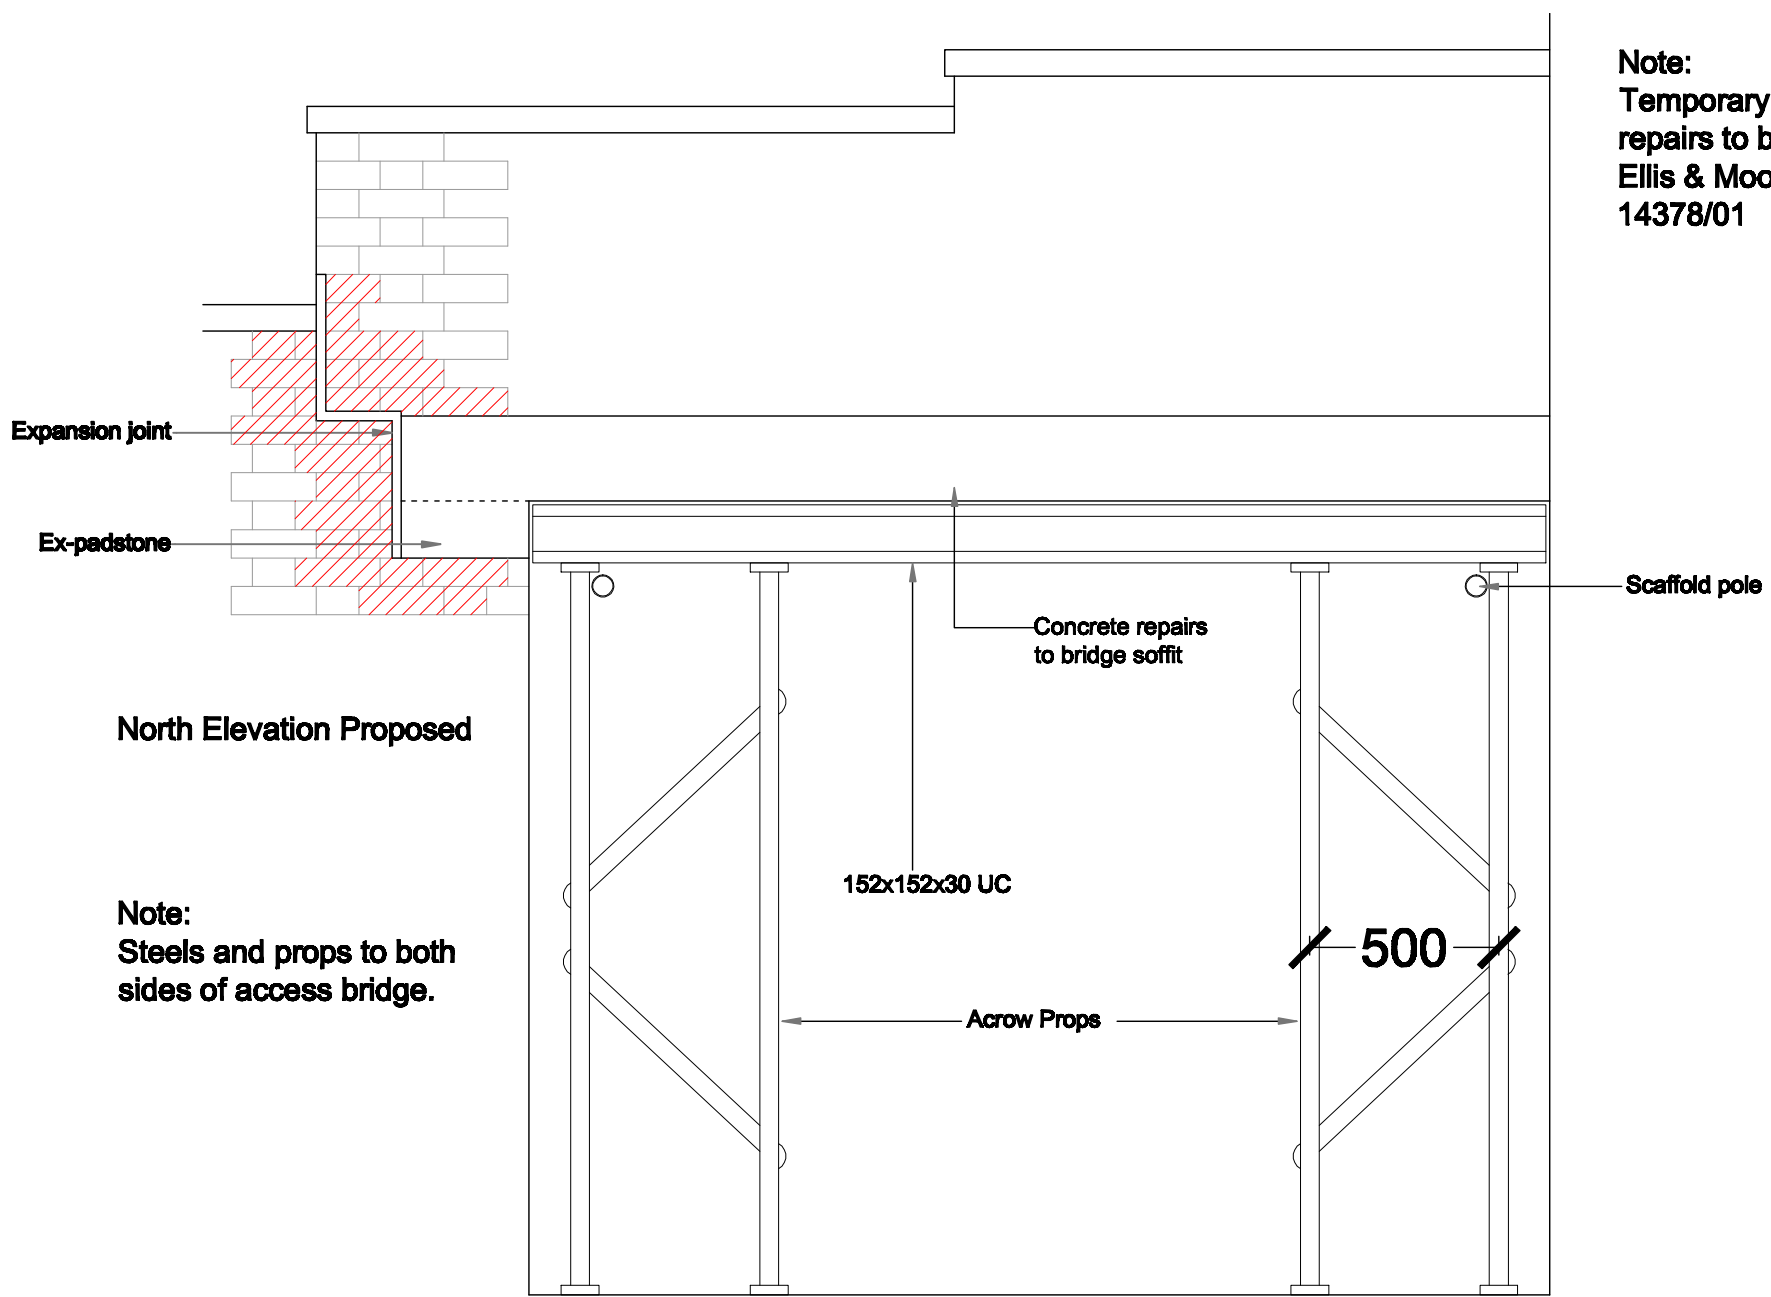 Note:
Temporary
repairs to
Ellis &
14378/01
Expansion joint
Ex-padstone
Scaffold pole
Concrete repairs
to bridge soffit
North Elevation Proposed
152x152x30 UC
Note:
Steels and props to both
sides of access bridge.
500
Acrow Props